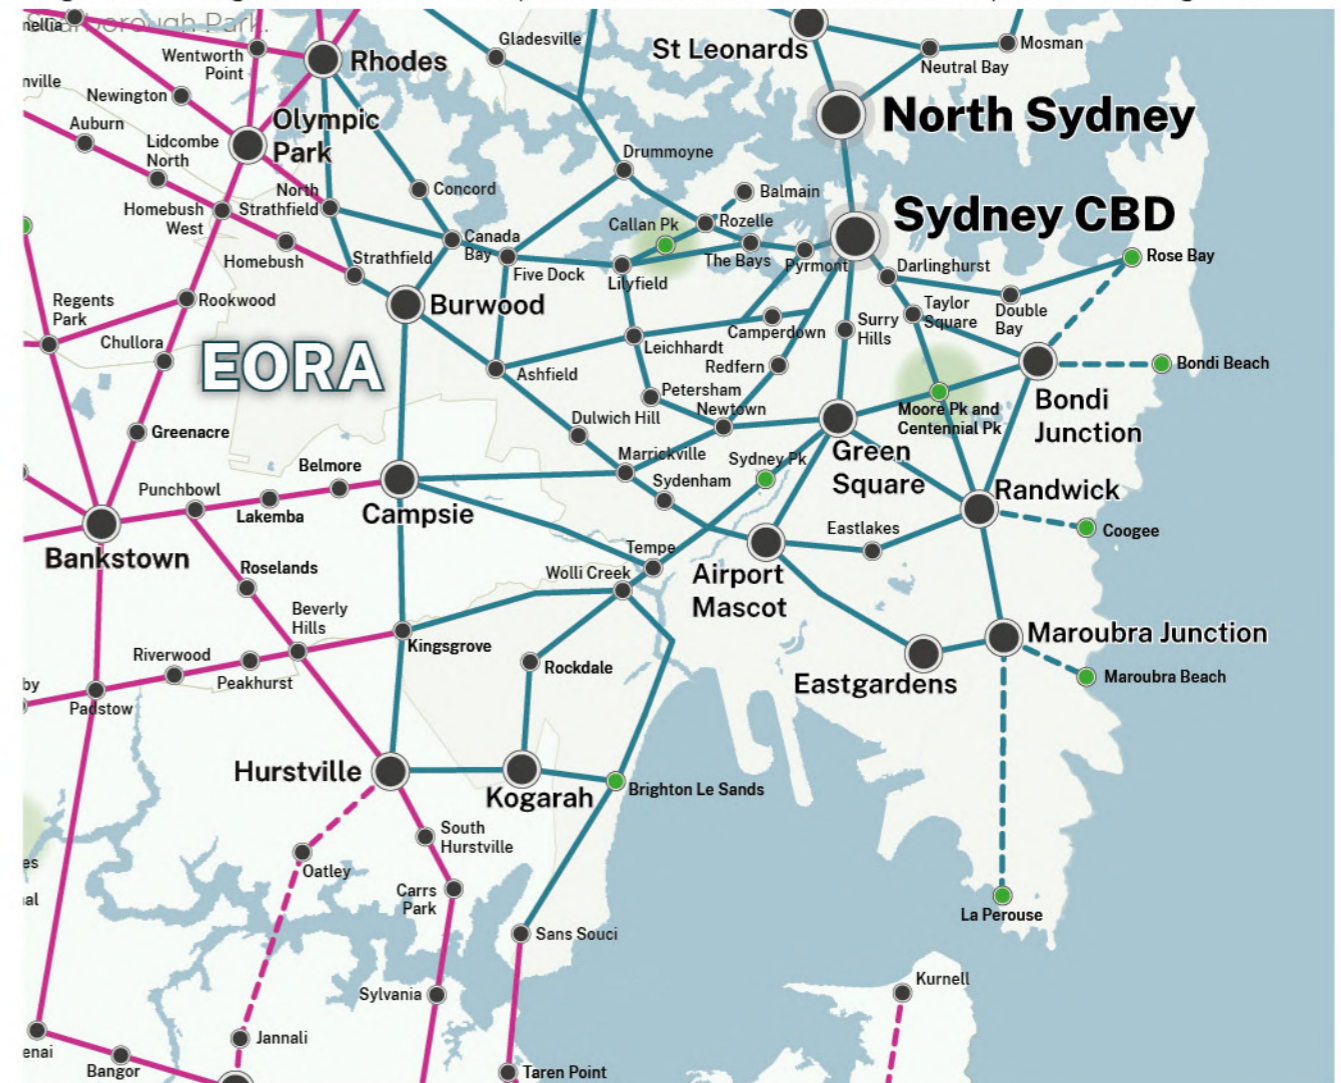 Scarborough Park.
Gladesville
St Leonards
Mosman
Neutral Bay
Wentworth
Point
Rhodes
Newington
North Sydney
Auburn
Olympic
Park
Lidcombe
North
Drummoyne
Concord
Balmain
North
Strathfield
Homebush
West
Callan Pk
Rozelle
Sydney CBD
Canada
Bay
Homebush
Strathfield
Five Dock
Lilyfield
The Bays
Pyrmont
Darlinghurst
Rose Bay
Regents
Park
Rookwood
Burwood
Taylor
Square
Double
Bay
Chullora
EORA
Leichhardt
Camperdown
Surry
Hills
Redfern
Ashfield
Bondi Beach
Petersham
Newtown
Moore Pk and
Centennial Pk
Bondi
Junction
Greenacre
Dulwich Hill
Marrickville
Sydney Pk
Green
Square
Belmore
Punchbowl
Lakemba
Campsie
Sydenham
Randwick
Bankstown
Eastlakes
Coogee
Roselands
Tempe
Wolli Creek
Airport
Mascot
Beverly
Hills
Kingsgrove
Maroubra Junction
Riverwood
Peakhurst
Rockdale
Eastgardens
Maroubra Beach
Padstow
Hurstville
Kogarah
Brighton Le Sands
South
Hurstville
Oatley
Carrs
Park
La Perouse
Sans Souci
Kurnell
Sylvania
Jannali
Bangor
Taren Point